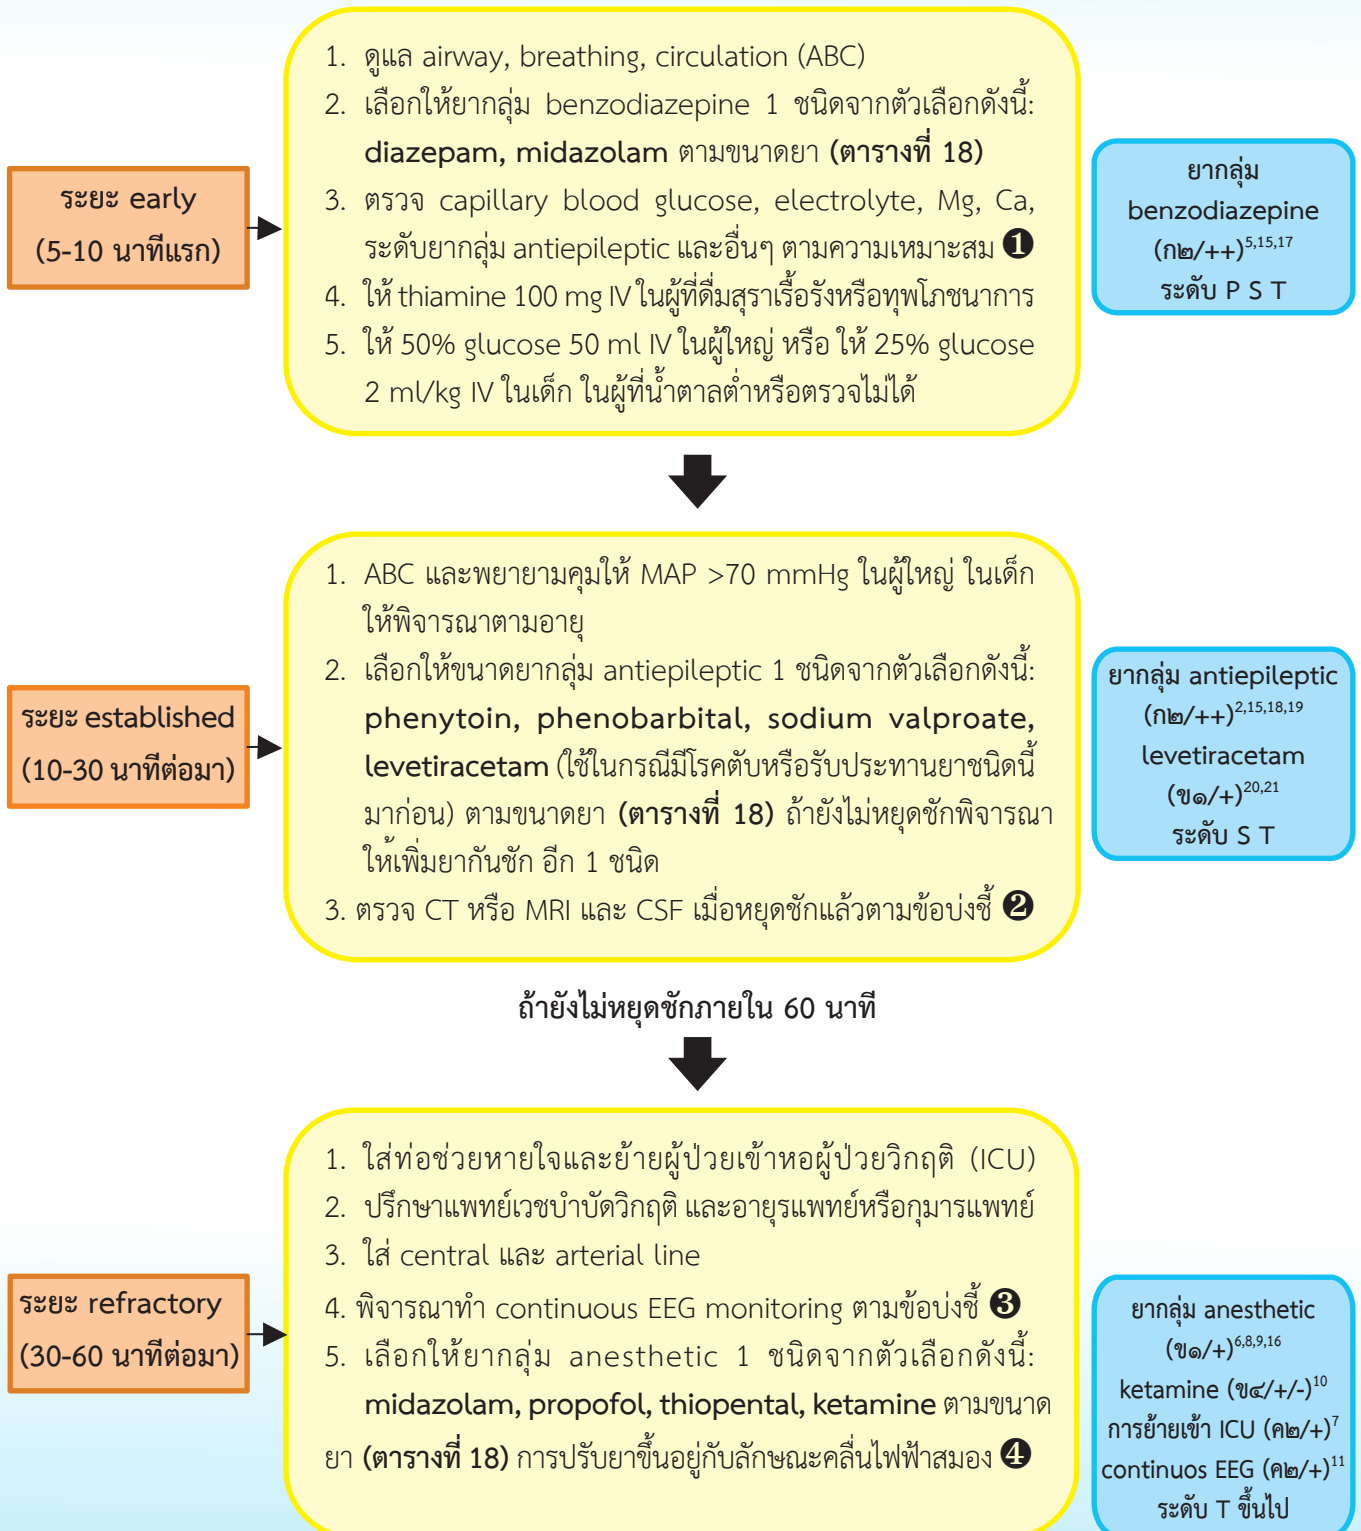 ระยะ early
(5-10 นาทีแรก)
1. ดูแล airway, breathing, circulation (ABC)
2. เลือกให้ยากลุ่ม benzodiazepine 1 ชนิดจากตัวเลือกดังนี้:
diazepam, midazolam ตามขนาดยา (ตารางที่ 18)
3. ตรวจ capillary blood glucose, electrolyte, Mg, Ca,
ระดับยากลุ่ม antiepileptic และอื่นๆ ตามความเหมาะสม ❶
4. ให้ thiamine 100 mg IV ในผู้ที่ดื่มสุราเรื้อรังหรือทุพโภชนาการ
5. ให้ 50% glucose 50 ml IV ในผู้ใหญ่ หรือ ให้ 25% glucose
2 ml/kg IV ในเด็ก ในผู้ที่น้ำตาลต่ำหรือตรวจไม่ได้
ยากลุ่ม
benzodiazepine
(ก๒/++)5,15,17
ระดับ P S T
ระยะ established
(10-30 นาทีต่อมา)
1. ABC และพยายามคุมให้ MAP >70 mmHg ในผู้ใหญ่ ในเด็ก
ให้พิจารณาตามอายุ
2. เลือกให้ขนาดยากลุ่ม antiepileptic 1 ชนิดจากตัวเลือกดังนี้:
phenytoin, phenobarbital, sodium valproate,
levetiracetam (ใช้ในกรณีมีโรคตับหรือรับประทานยาชนิดนี้
มาก่อน) ตามขนาดยา (ตารางที่ 18) ถ้ายังไม่หยุดชักพิจารณา
ให้เพิ่มยากันชัก อีก 1 ชนิด
3. ตรวจ CT หรือ MRI และ CSF เมื่อหยุดชักแล้วตามข้อบ่งชี้ ❷
ยากลุ่ม antiepileptic
(ก๒/++)2,15,18,19
levetiracetam
(ข๑/+)20,21
ระดับ S T
ถ้ายังไม่หยุดชักภายใน 60 นาที
ระยะ refractory
(30-60 นาทีต่อมา)
1. ใส่ท่อช่วยหายใจและย้ายผู้ป่วยเข้าหอผู้ป่วยวิกฤติ (ICU)
2. ปรึกษาแพทย์เวชบำบัดวิกฤติ และอายุรแพทย์หรือกุมารแพทย์
3. ใส่ central และ arterial line
4. พิจารณาทำ continuous EEG monitoring ตามข้อบ่งชี้ ❸
5. เลือกให้ยากลุ่ม anesthetic 1 ชนิดจากตัวเลือกดังนี้:
midazolam, propofol, thiopental, ketamine ตามขนาด
ยา (ตารางที่ 18) การปรับยาขึ้นอยู่กับลักษณะคลื่นไฟฟ้าสมอง ❹
ยากลุ่ม anesthetic
(ข๑/+)6,8,9,16
ketamine (ข๔/+/-)10
การย้ายเข้า ICU (ค๒/+)7
continuos EEG (ค๒/+)11
ระดับ T ขึ้นไป